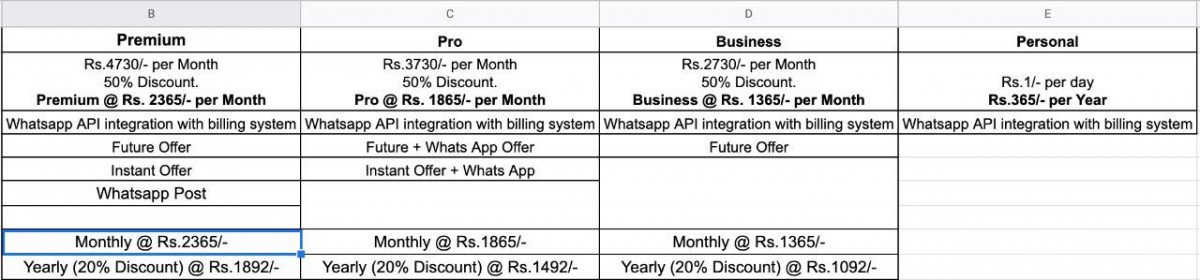 B C D E
Premium Pro Business Personal
Rs.4730/- per Month Rs.3730/- per Month Rs.2730/- per Month
50% Discount. 50% Discount. 50% Discount. Rs.1/- per day
Premium @ Rs. 2365/- per Month Pro @ Rs. 1865/- per Month Business @ Rs. 1365/- per Month Rs.365/- per Year
Whatsapp API integration with billing system Whatsapp API integration with billing system Whatsapp API integration with billing system Whatsapp API integration with billing system
Future Offer Future + Whats App Offer Future Offer
Instant Offer Instant Offer + Whats App
Whatsapp Post
Monthly @ Rs.2365/- Monthly @ Rs.1865/- Monthly @ Rs.1365/-
Yearly (20% Discount) @ Rs.1892/- Yearly (20% Discount) @ Rs.1492/- Yearly (20% Discount) @ Rs.1092/-